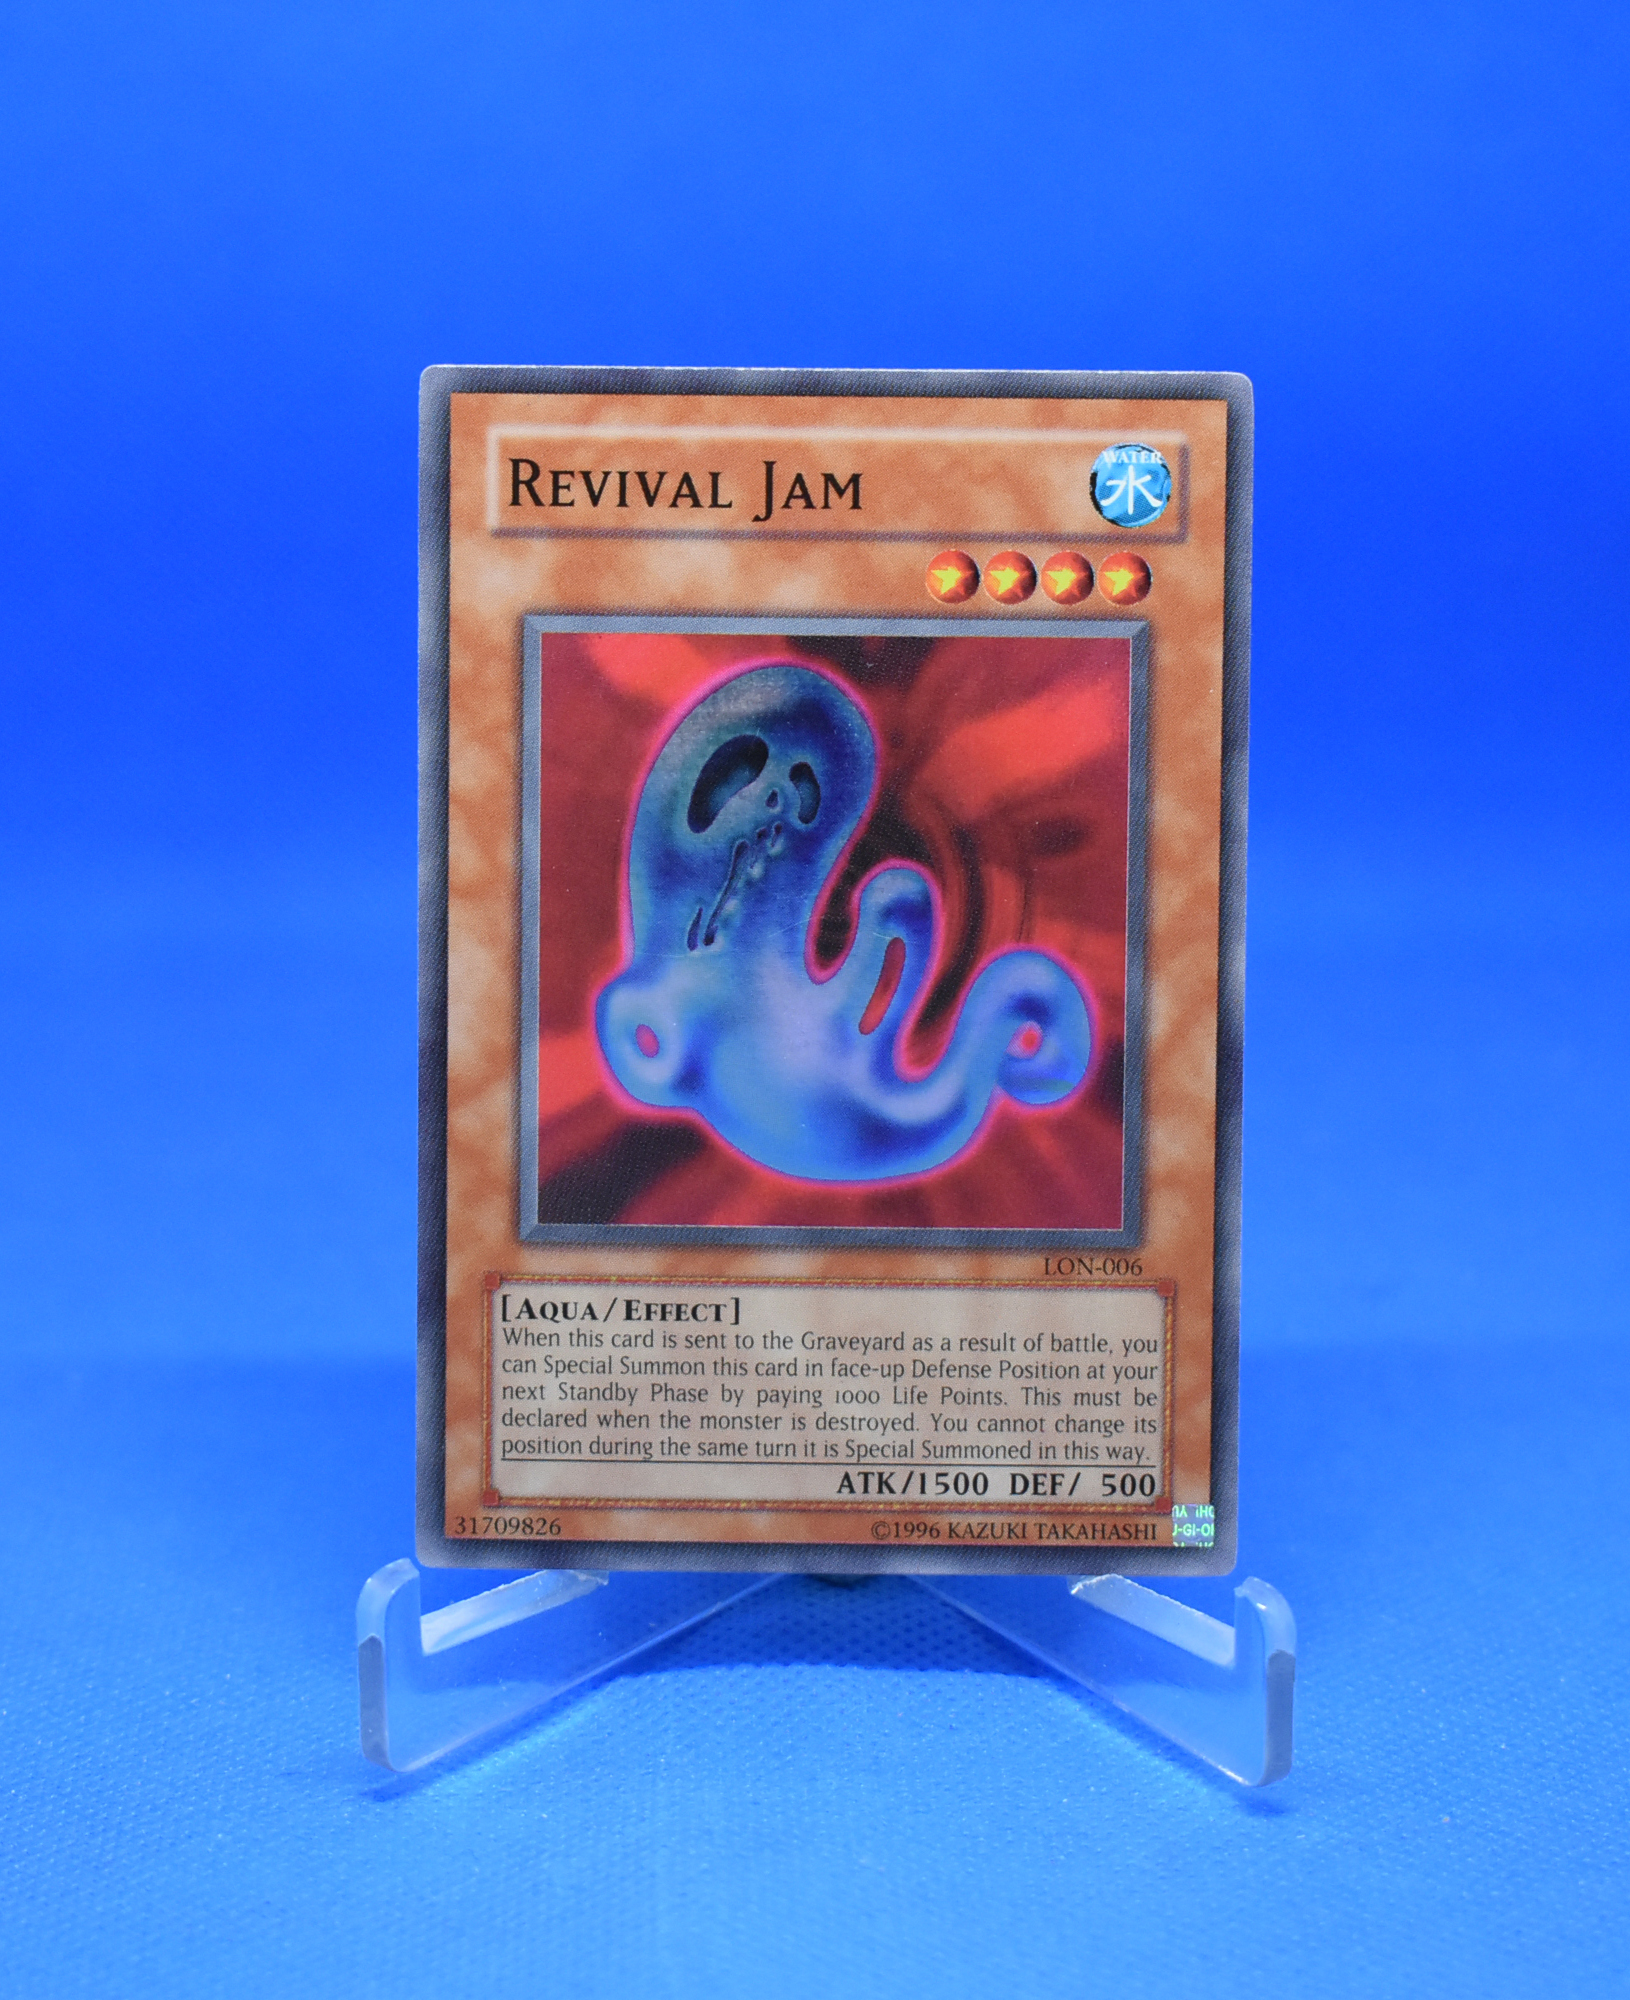 REVIVAL JAM
WATER
水
LON-006
[AQUA/EFFECT]
When this card is sent to the Graveyard as a result of battle, you
can Special Summon this card in face-up Defense Position at your
next Standby Phase by paying 1000 Life Points. This must be
declared when the monster is destroyed. You cannot change its
position during the same turn it is Special Summoned in this way.
ATK/1500 DEF/ 500
31709826
©1996 KAZUKI TAKAHASHI